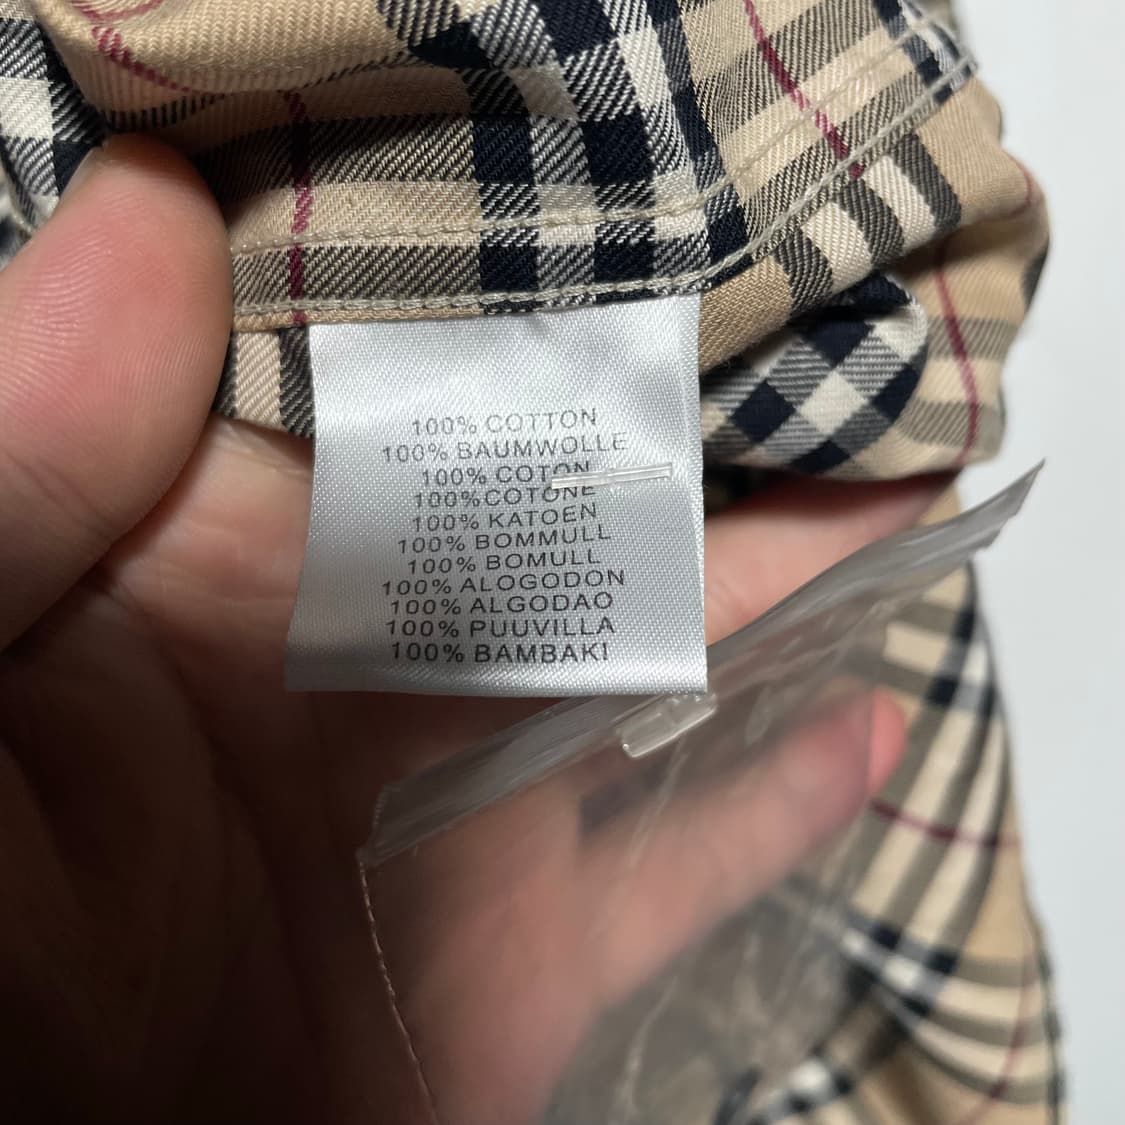 100% COTTON
100% BAUMWOLLE
100% COTON
100%COTONE
100% KATOEN
100% BOMMULL
100% BOMULL
100% ALOGODON
100% ALGODAO
100% PUUVILLA
100% BAMBAKI